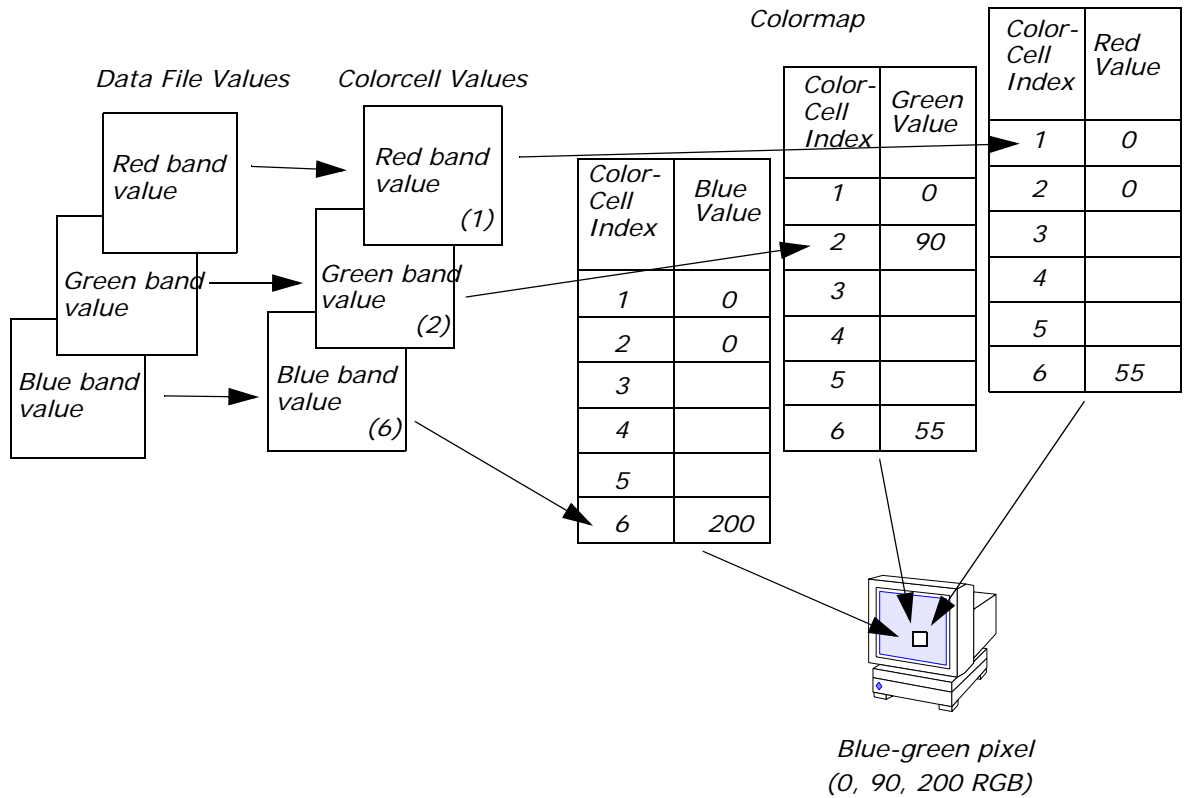 Colormap
Data File Values
Colorcell Values
Red band
value
Green band
value
Blue band
value
Red band
value
(1)
Green band
value
(2)
Blue band
value
(6)
Color-
Cell
Index
Blue
Value
1 0
2 0
3
4
5
6 200
Color-
Cell
Index
Green
Value
1 0
2 90
3
4
5
6 55
Color-
Cell
Index
Red
Value
1 0
2 0
3
4
5
6 55
Blue-green pixel
(0, 90, 200 RGB)